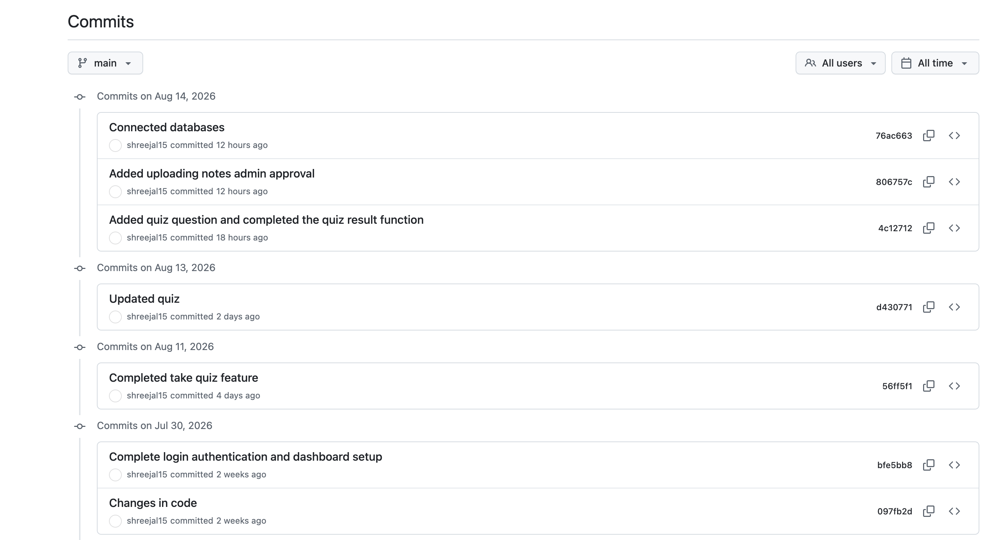 Commits
main
All users
All time
Commits on Aug 14, 2026
Connected databases
76ac663
shreejal15 committed 12 hours ago
Added uploading notes admin approval
806757c
shreejal15 committed 12 hours ago
Added quiz question and completed the quiz result function
4c12712
shreejal15 committed 18 hours ago
Commits on Aug 13, 2026
Updated quiz
d430771
shreejal15 committed 2 days ago
Commits on Aug 11, 2026
Completed take quiz feature
56ff5f1
shreejal15 committed 4 days ago
Commits on Jul 30, 2026
Complete login authentication and dashboard setup
bfe5bb8
shreejal15 committed 2 weeks ago
Changes in code
097fb2d
shreejal15 committed 2 weeks ago